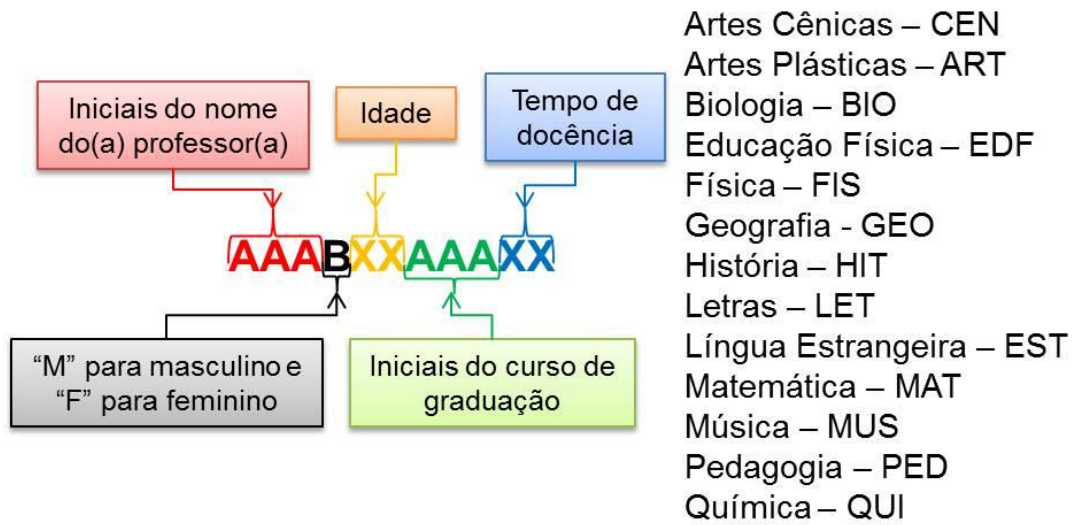 Iniciais do nome
do(a) professor(a)
Idade
Tempo de
docência
AAABXXAAAXX
“M” para masculino e
“F” para feminino
Iniciais do curso de
graduação
Artes Cênicas – CEN
Artes Plásticas – ART
Biologia – BIO
Educação Física – EDF
Física – FIS
Geografia - GEO
História – HIT
Letras – LET
Língua Estrangeira – EST
Matemática – MAT
Música – MUS
Pedagogia – PED
Química – QUI